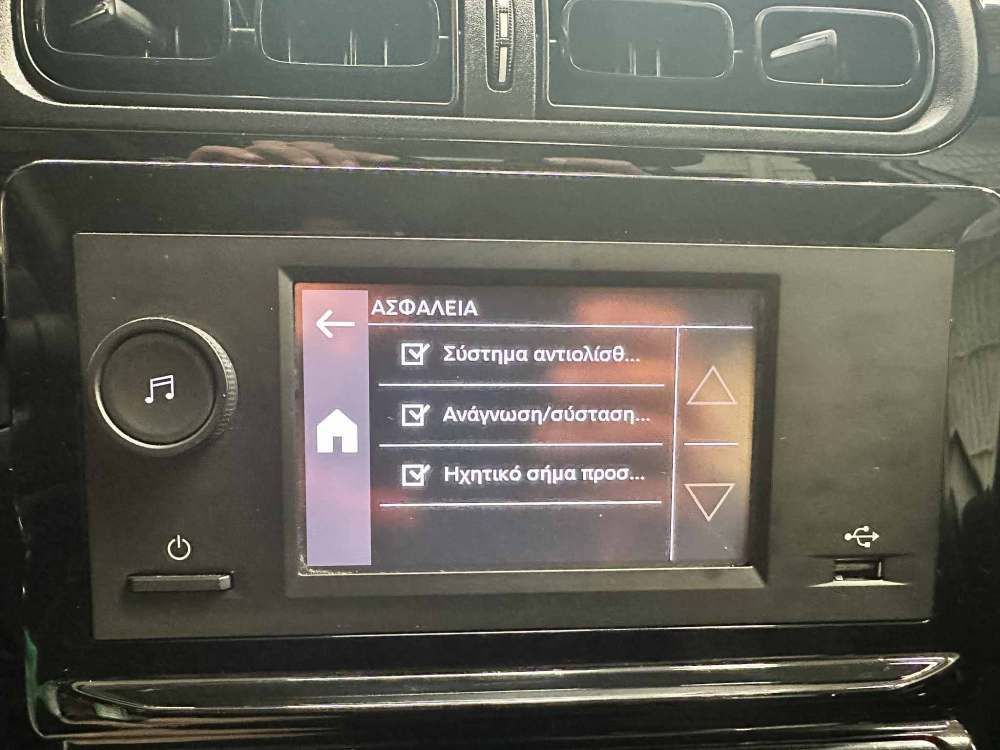 ΑΣΦΑΛΕΙΑ
Σύστημα αντιολίσθ...
Ανάγνωση/σύσταση...
Ηχητικό σήμα προσ...